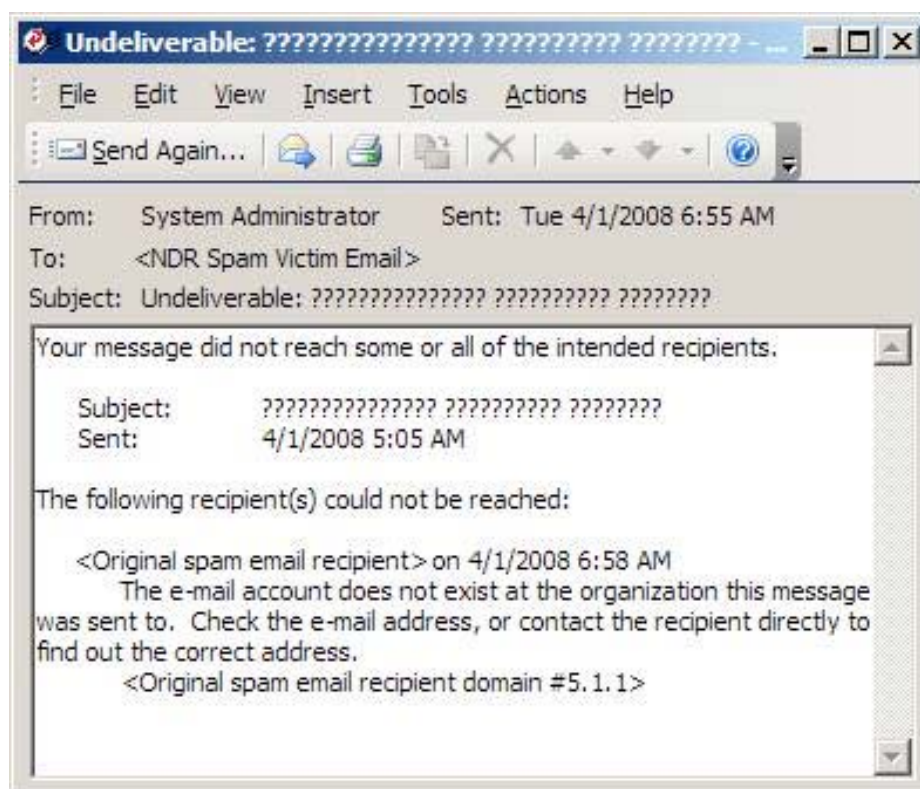 Undeliverable: ??????????????? ?????????? ???????? - ...
File Edit View Insert Tools Actions Help
Send Again...
From: System Administrator Sent: Tue 4/1/2008 6:55 AM
To: <NDR Spam Victim Email>
Subject: Undeliverable: ??????????????? ?????????? ????????
Your message did not reach some or all of the intended recipients.
Subject: ??????????????? ?????????? ????????
Sent: 4/1/2008 5:05 AM
The following recipient(s) could not be reached:
<Original spam email recipient> on 4/1/2008 6:58 AM
The e-mail account does not exist at the organization this message
was sent to. Check the e-mail address, or contact the recipient directly to
find out the correct address.
<Original spam email recipient domain #5.1.1>